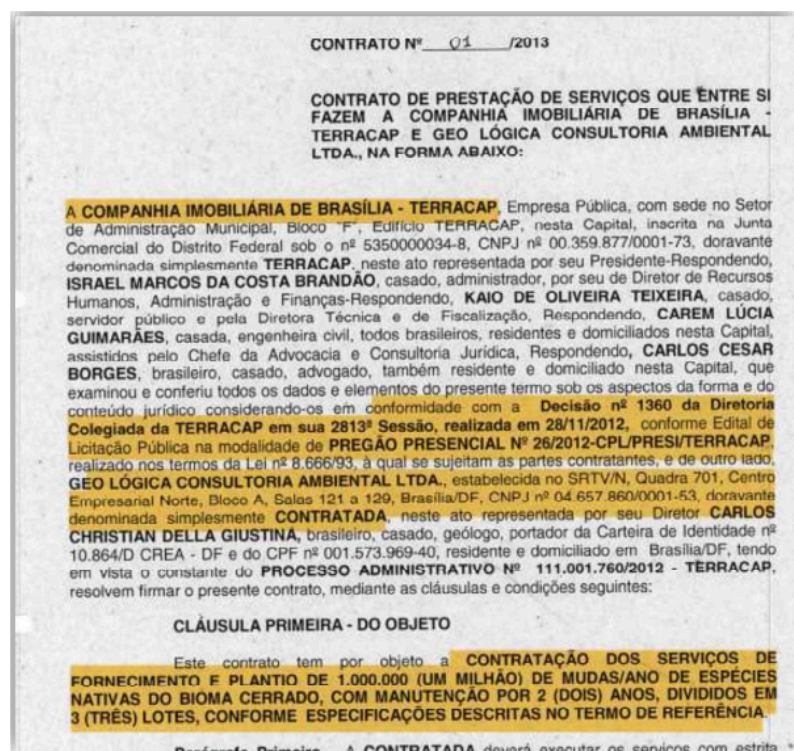 CONTRATO Nº 01 /2013
CONTRATO DE PRESTAÇÃO DE SERVIÇOS QUE ENTRE SI
FAZEM A COMPANHIA IMOBILIÁRIA DE BRASÍLIA -
TERRACAP E GEO LÓGICA CONSULTORIA AMBIENTAL
LTDA., NA FORMA ABAIXO:
A COMPANHIA IMOBILIÁRIA DE BRASÍLIA - TERRACAP, Empresa Pública, com sede no Setor
de Administração Municipal, Bloco "F", Edifício TERRACAP, nesta Capital, inscrita na Junta
Comercial do Distrito Federal sob o nº 5350000034-8, CNPJ nº 00.359.877/0001-73, doravante
denominada simplesmente TERRACAP, neste ato representada por seu Presidente-Respondendo,
ISRAEL MARCOS DA COSTA BRANDÃO, casado, administrador, por seu de Diretor de Recursos
Humanos, Administração e Finanças-Respondendo, KAIO DE OLIVEIRA TEIXEIRA, casado,
servidor público e pela Diretora Técnica e de Fiscalização, Respondendo, CAREM LÚCIA
GUIMARÃES, casada, engenheira civil, todos brasileiros, residentes e domiciliados nesta Capital,
assistidos pelo Chefe da Advocacia e Consultoria Jurídica, Respondendo, CARLOS CESAR
BORGES, brasileiro, casado, advogado, também residente e domiciliado nesta Capital, que
examinou e conferiu todos os dados e elementos do presente termo sob os aspectos da forma e do
conteúdo jurídico considerando-os em conformidade com a Decisão nº 1360 da Diretoria
Colegiada da TERRACAP em sua 2813ª Sessão, realizada em 28/11/2012, conforme Edital de
Licitação Pública na modalidade de PREGÃO PRESENCIAL Nº 26/2012-CPL/PRESI/TERRACAP,
realizado nos termos da Lei nº 8.666/93, à qual se sujeitam as partes contratantes, e de outro lado,
GEO LÓGICA CONSULTORIA AMBIENTAL LTDA., estabelecida no SRTV/N, Quadra 701, Centro
Empresarial Norte, Bloco A, Salas 121 a 129, Brasília/DF, CNPJ nº 04.657.860/0001-53, doravante
denominada simplesmente CONTRATADA, neste ato representada por seu Diretor CARLOS
CHRISTIAN DELLA GIUSTINA, brasileiro, casado, geólogo, portador da Carteira de Identidade nº
10.864/D CREA - DF e do CPF nº 001.573.969-40, residente e domiciliado em Brasília/DF, tendo
em vista o constante do PROCESSO ADMINISTRATIVO Nº 111.001.760/2012 - TERRACAP,
resolvem firmar o presente contrato, mediante as cláusulas e condições seguintes:
CLÁUSULA PRIMEIRA - DO OBJETO
Este contrato tem por objeto a CONTRATAÇÃO DOS SERVIÇOS DE
FORNECIMENTO E PLANTIO DE 1.000.000 (UM MILHÃO) DE MUDAS/ANO DE ESPÉCIES
NATIVAS DO BIOMA CERRADO, COM MANUTENÇÃO POR 2 (DOIS) ANOS, DIVIDIDOS EM
3 (TRÊS) LOTES, CONFORME ESPECIFICAÇÕES DESCRITAS NO TERMO DE REFERÊNCIA.
Parágrafo Primeiro - A CONTRATADA deverá executar os serviços com estrita